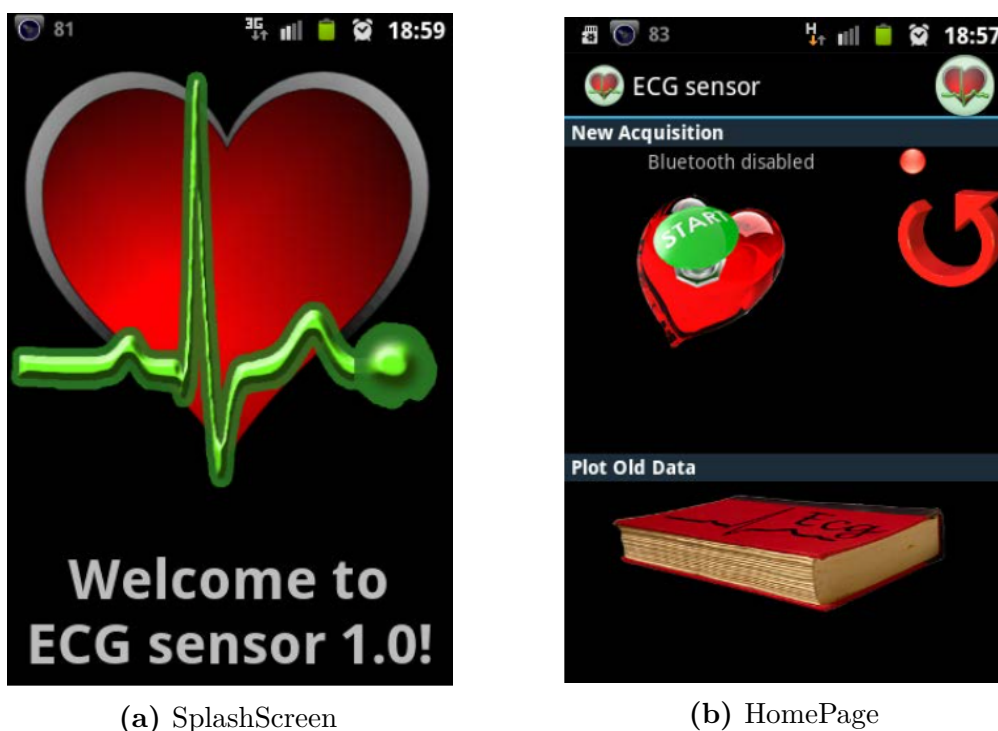 81 3G 18:59
Welcome to
ECG sensor 1.0!
(a) SplashScreen
83 H 18:57
ECG sensor
New Acquisition
Bluetooth disabled
START
Plot Old Data
Ecg
(b) HomePage